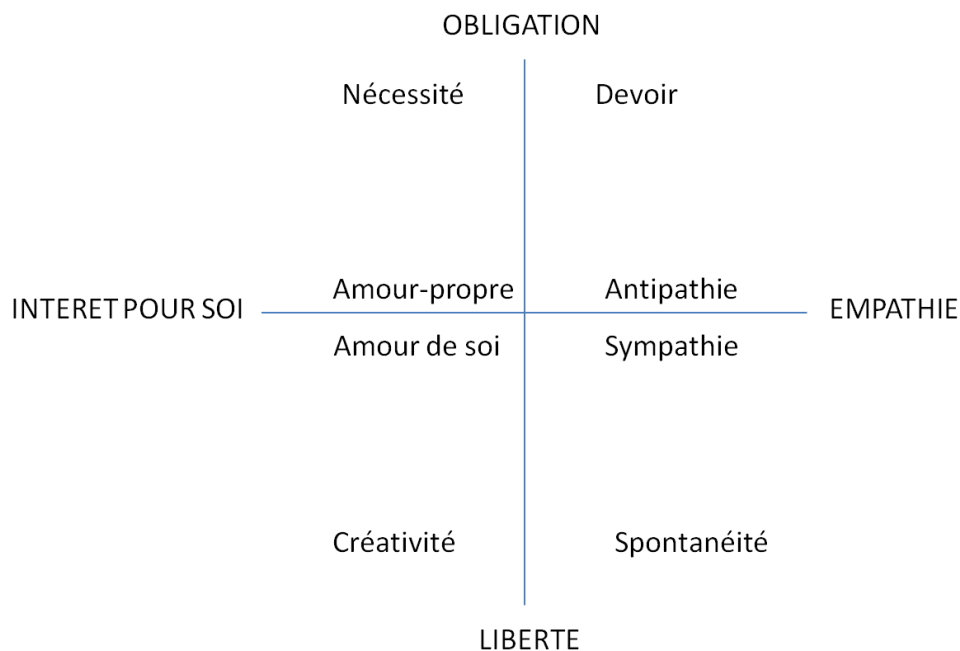 OBLIGATION
Nécessité Devoir
Amour-propre Antipathie
INTERET POUR SOI EMPATHIE
Amour de soi Sympathie
Créativité Spontanéité
LIBERTE